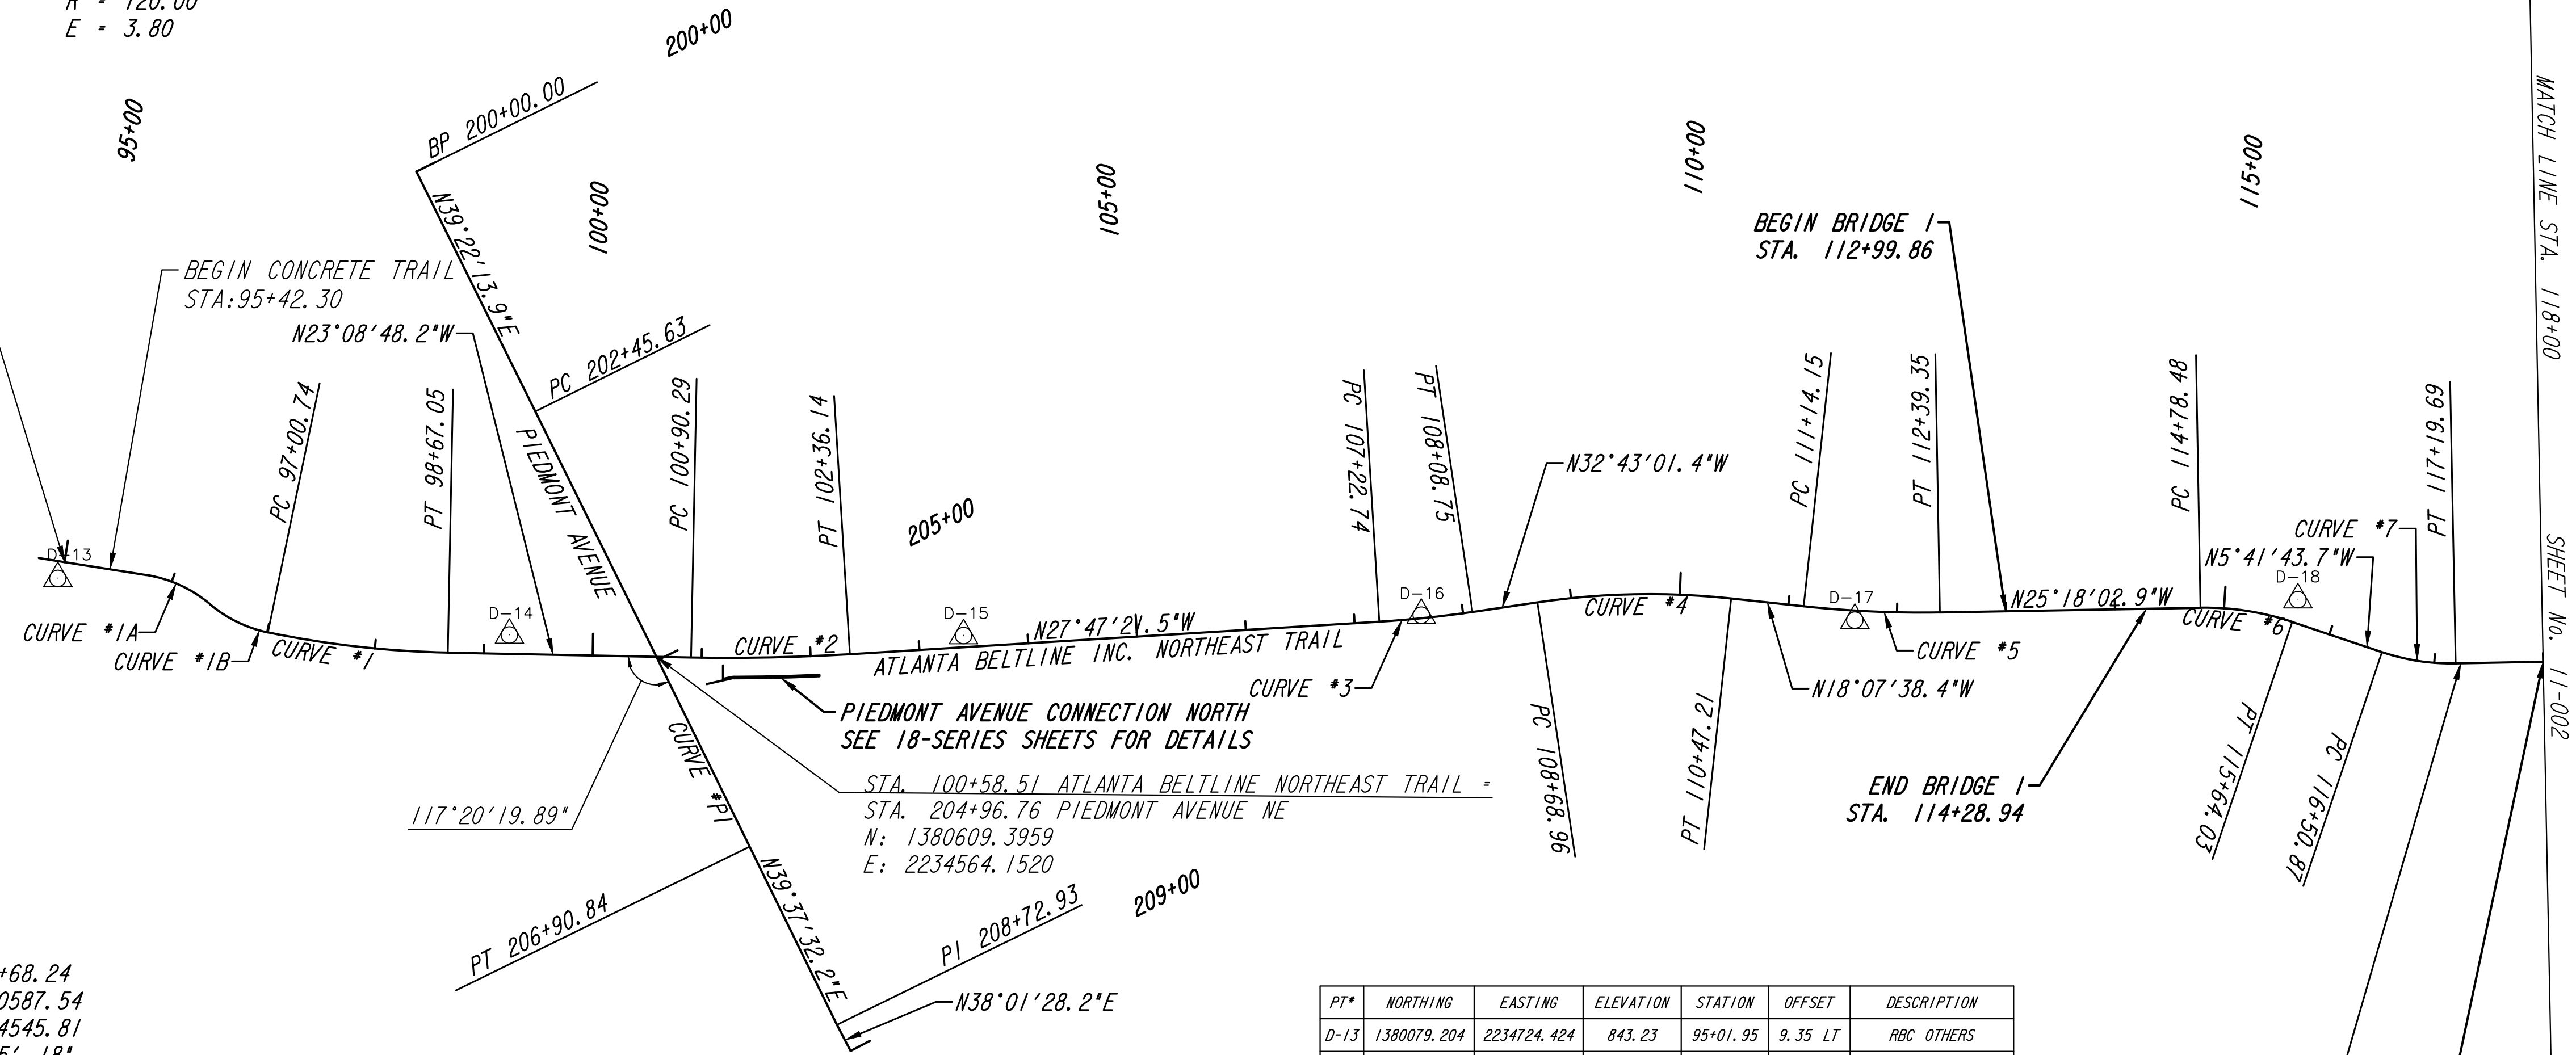 R = 120.00
E = 3.80
95+00
200+00
BP 200+00.00
100+00
105+00
110+00
115+00
MATCH LINE STA. 118+00
SHEET No. 11-002
N39°22'13.9"E
BEGIN CONCRETE TRAIL
STA:95+42.30
N23°08'48.2"W
BEGIN BRIDGE 1
STA. 112+99.86
PC 202+45.63
PC 97+00.74
PT 98+67.05
PIEDMONT AVENUE
PC 100+90.29
PT 102+36.14
205+00
PC 107+22.74
PT 108+08.75
N32°43'01.4"W
PC 111+14.15
PT 112+39.35
PC 114+78.48
PT 117+19.69
CURVE #7
N5°41'43.7"W
D-13
D-14
D-15
D-16
D-17
D-18
CURVE #1A
CURVE #1B
CURVE #1
CURVE #2
N27°47'21.5"W
ATLANTA BELTLINE INC. NORTHEAST TRAIL
CURVE #3
CURVE #4
N18°07'38.4"W
CURVE #5
N25°18'02.9"W
CURVE #6
PIEDMONT AVENUE CONNECTION NORTH
SEE 18-SERIES SHEETS FOR DETAILS
CURVE #P1
STA. 100+58.51 ATLANTA BELTLINE NORTHEAST TRAIL =
STA. 204+96.76 PIEDMONT AVENUE NE
N: 1380609.3959
E: 2234564.1520
117°20'19.89"
PC 108+68.96
PT 110+47.21
END BRIDGE 1
STA. 114+28.94
PT 115+64.03
PC 116+50.87
PT 206+90.84
N39°37'32.2"E
PI 208+72.93
209+00
N38°01'28.2"E
+68.24
0587.54
4545.81
PT# NORTHING EASTING ELEVATION STATION OFFSET DESCRIPTION
D-13 1380079.204 2234724.424 843.23 95+01.95 9.35 LT RBC OTHERS